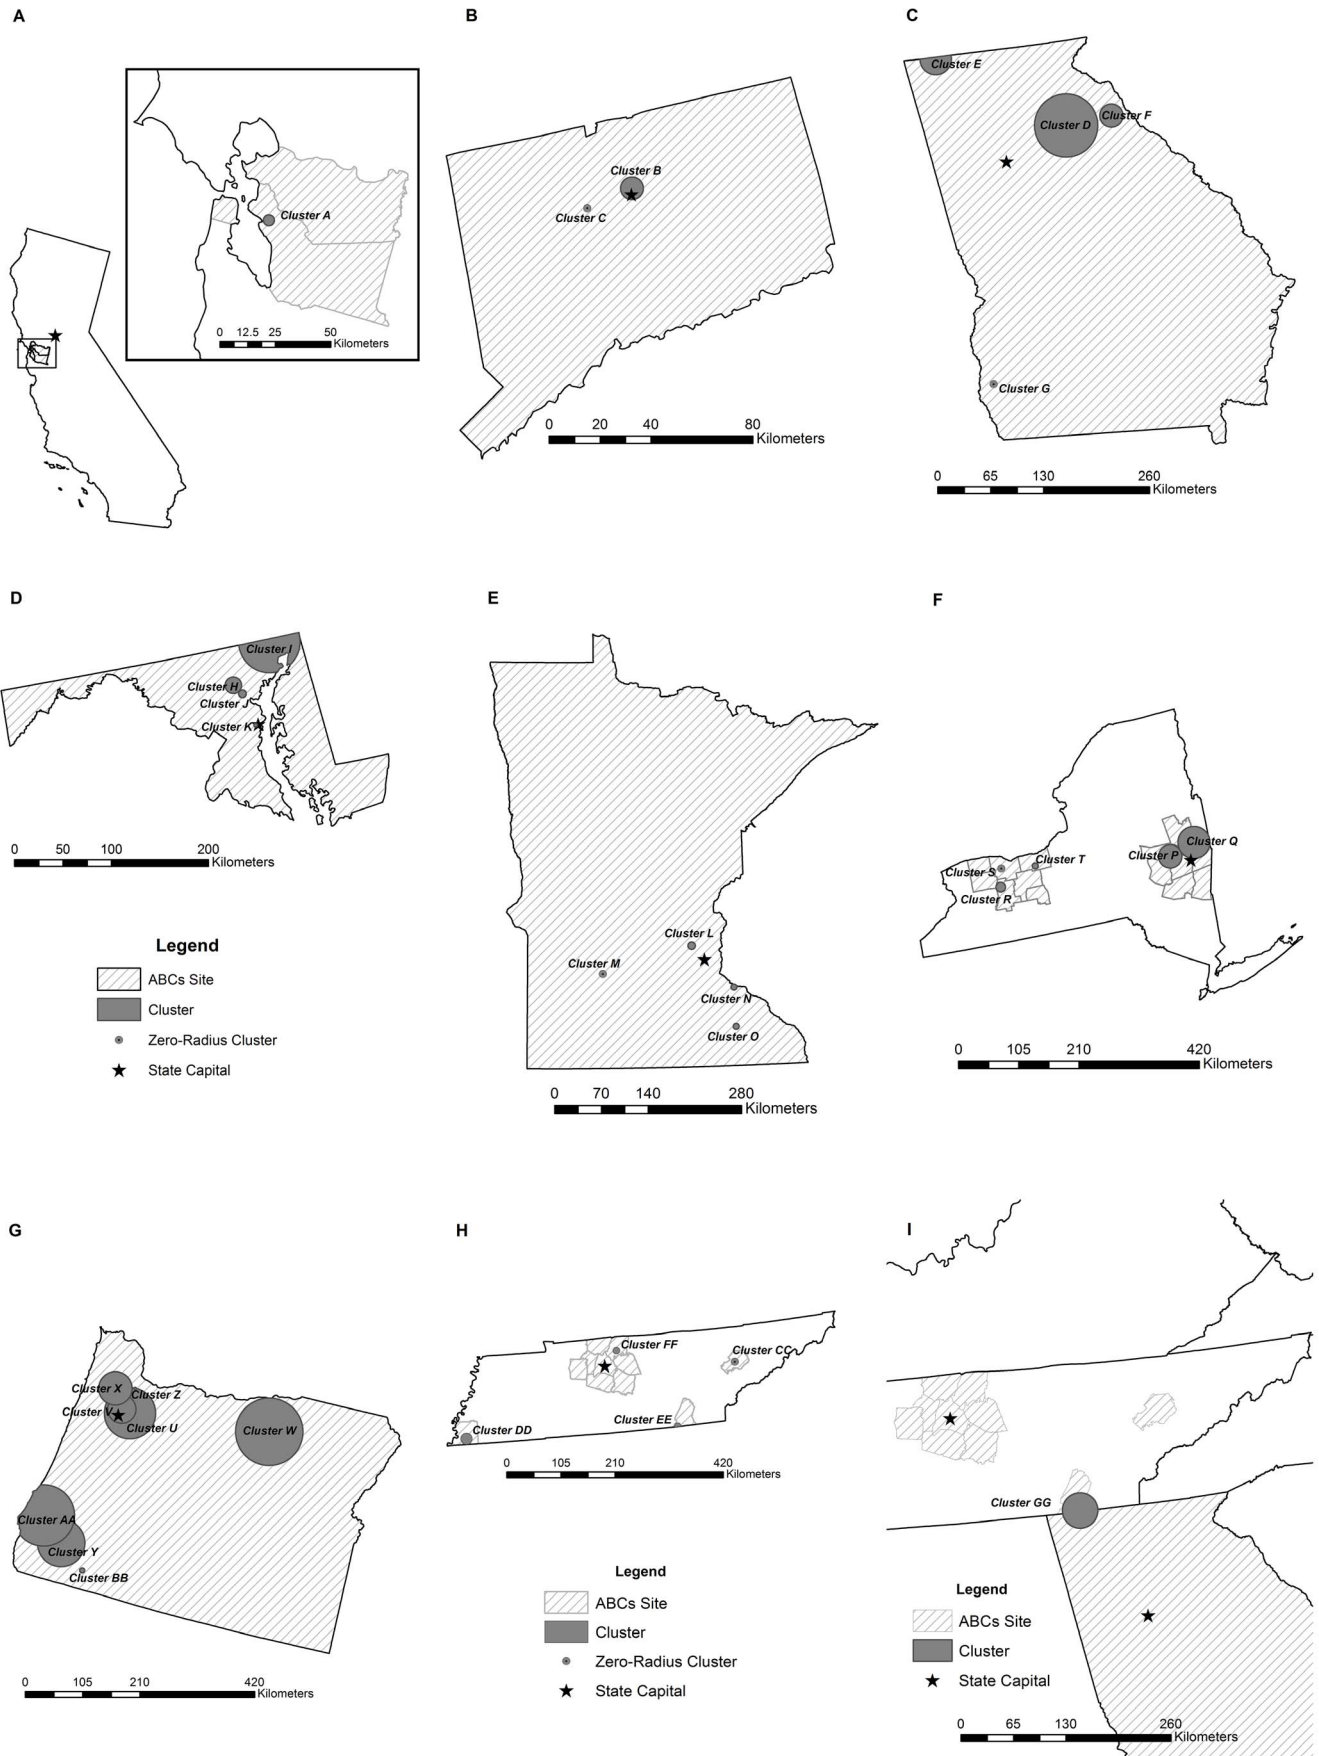 A
B
C
Cluster A
0 12.5 25 50
Kilometers
Cluster B
Cluster C
0 20 40 80
Kilometers
Cluster E
Cluster D
Cluster F
Cluster G
0 65 130 260
Kilometers
D
E
F
Cluster I
Cluster H
Cluster J
Cluster K
0 50 100 200
Kilometers
Legend
ABCs Site
Cluster
Zero-Radius Cluster
State Capital
Cluster L
Cluster M
Cluster N
Cluster O
0 70 140 280
Kilometers
Cluster Q
Cluster P
Cluster T
Cluster S
Cluster R
0 105 210 420
Kilometers
G
H
I
Cluster X
Cluster Z
Cluster V
Cluster U
Cluster W
Cluster AA
Cluster Y
Cluster BB
0 105 210 420
Kilometers
Cluster FF
Cluster CC
Cluster EE
Cluster DD
0 105 210 420
Kilometers
Legend
ABCs Site
Cluster
Zero-Radius Cluster
State Capital
Cluster GG
Legend
ABCs Site
Cluster
State Capital
0 65 130 260
Kilometers